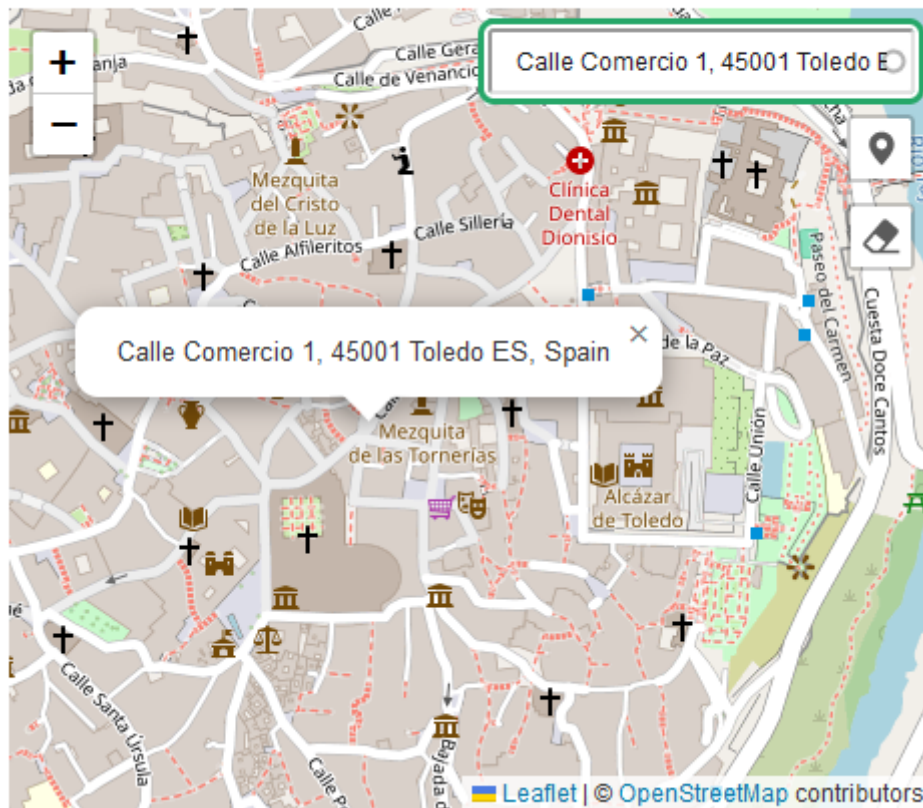 +
−
Calle Comercio 1, 45001 Toledo E
Calle Gera
Calle de Venancio
anja
Mezquita
del Cristo
de la Luz
Clínica
Dental
Dionisio
Calle Sillería
Calle Alfileritos
Paseo del Carmen
Cuesta Doce Cantos
Calle Comercio 1, 45001 Toledo ES, Spain
×
de la Paz
Mezquita
de las Tornerías
Calle Unión
Alcázar
de Toledo
Calle Santa Úrsula
Calle P
Bajada d
Leaflet | © OpenStreetMap contributors